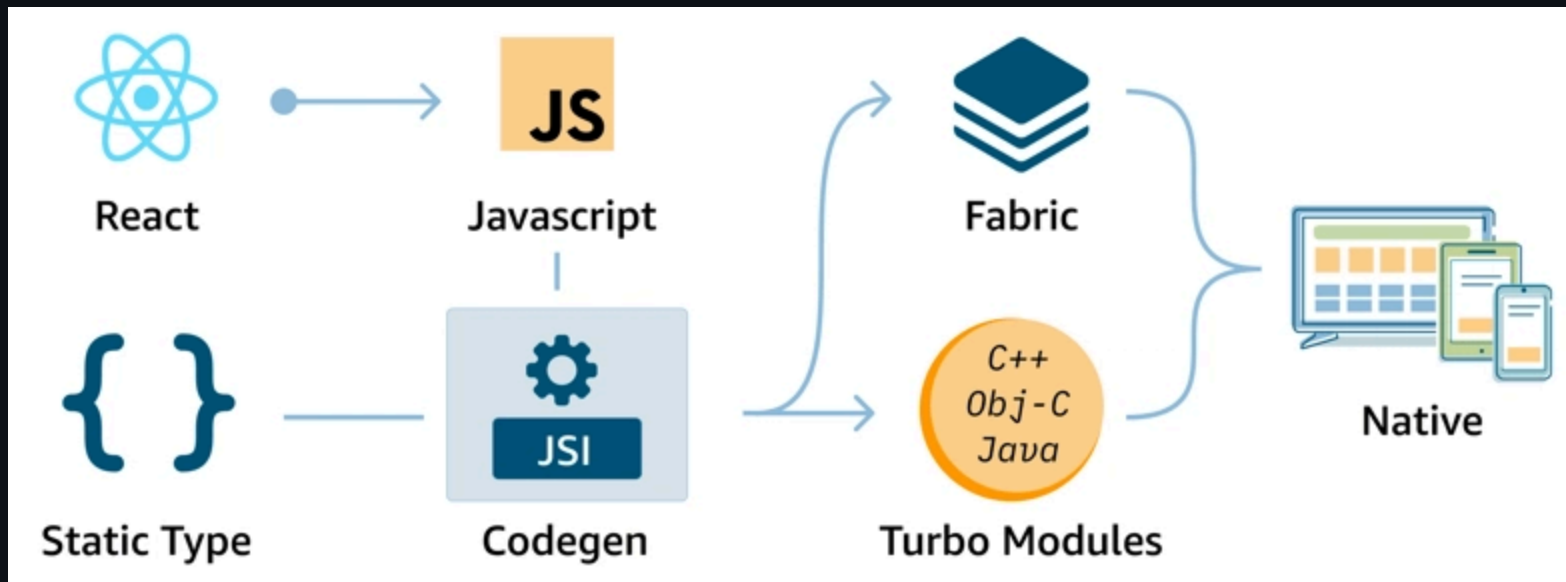 JS
React
Javascript
Fabric
JSI
C++
Obj-C
Java
Native
Static Type
Codegen
Turbo Modules